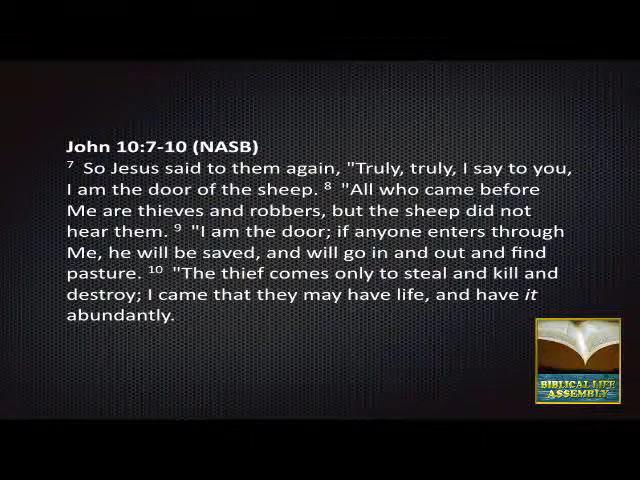 John 10:7-10 (NASB)
7 So Jesus said to them again, "Truly, truly, I say to you,
I am the door of the sheep. 8 "All who came before
Me are thieves and robbers, but the sheep did not
hear them. 9 "I am the door; if anyone enters through
Me, he will be saved, and will go in and out and find
pasture. 10 "The thief comes only to steal and kill and
destroy; I came that they may have life, and have it
abundantly.
BIBLICAL LIFE
ASSEMBLY